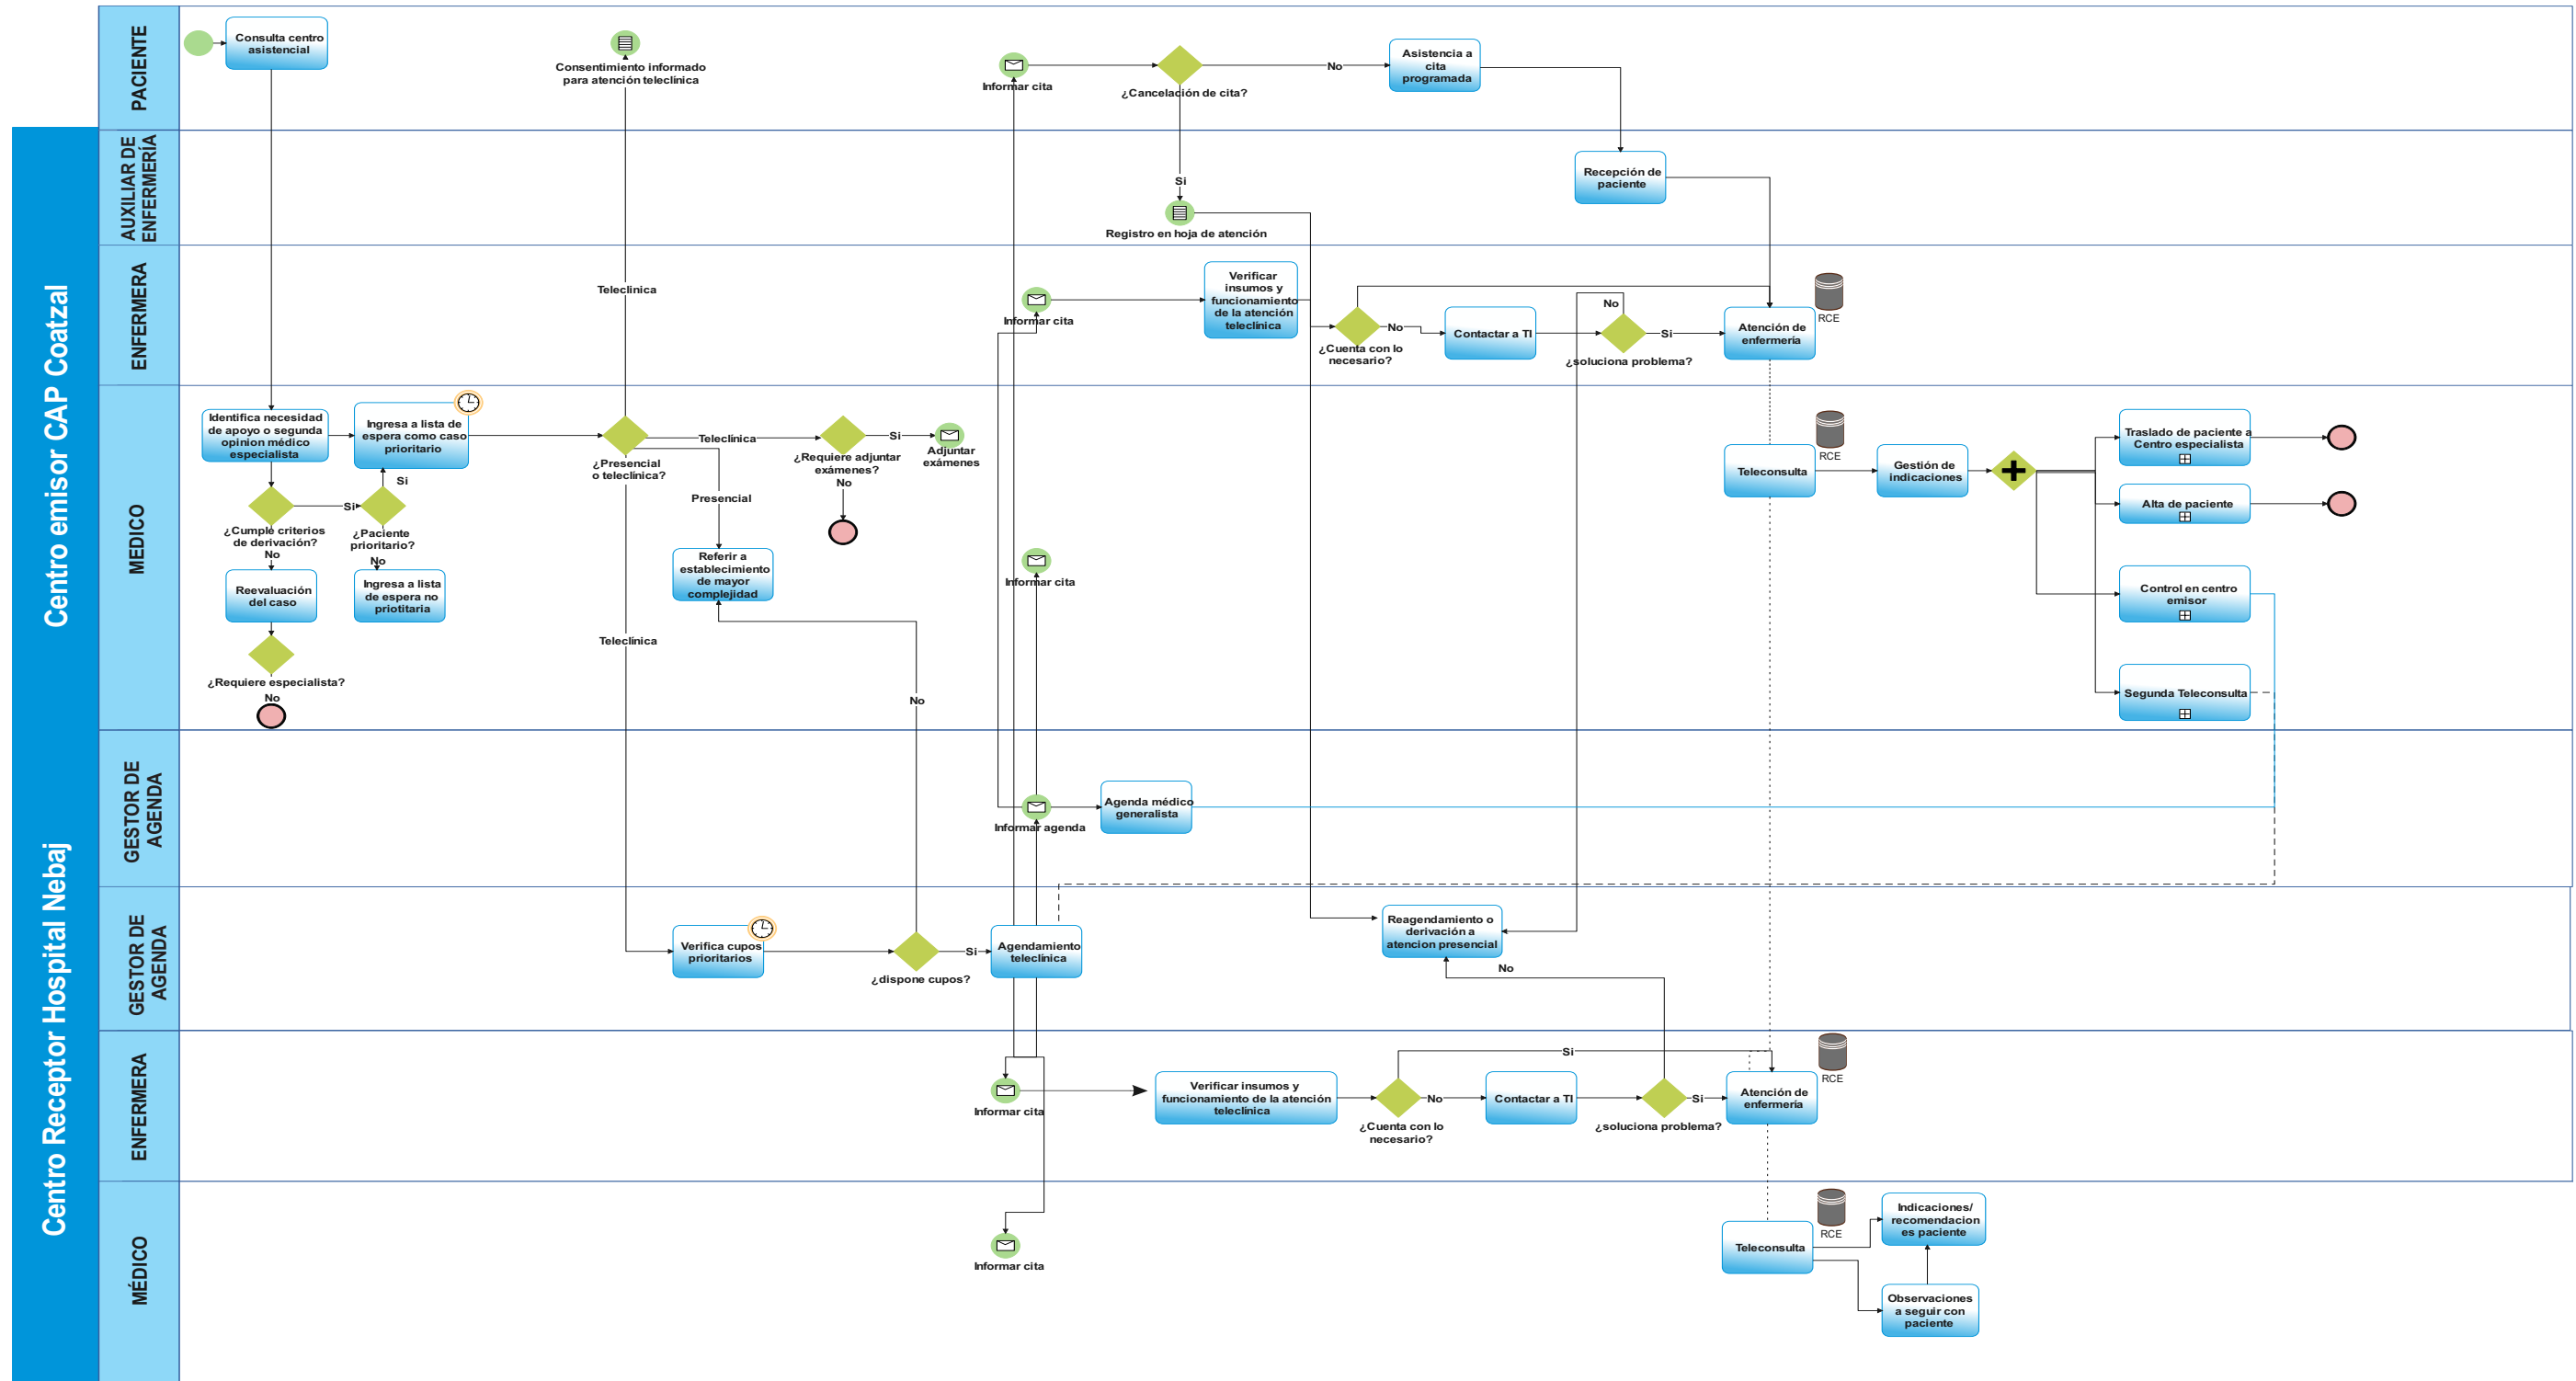 Centro emisor CAP Coatzal
Centro Receptor Hospital Nebaj
PACIENTE
Consulta centro
asistencial
Consentimiento informado
para atención teleclínica
Informar cita
¿Cancelación de cita?
No
Asistencia a
cita
programada
AUXILIAR DE
ENFERMERÍA
Si
Registro en hoja de atención
Recepción de
paciente
ENFERMERA
Teleclinica
Informar cita
Verificar
insumos y
funcionamiento
de la atención
teleclínica
¿Cuenta con lo
necesario?
No
Contactar a TI
No
¿soluciona problema?
Si
Atención de
enfermería
RCE
MEDICO
Identifica necesidad
de apoyo o segunda
opinion médico
especialista
Ingresa a lista de
espera como caso
prioritario
Si
Si
¿Cumple criterios
de derivación?
No
¿Paciente
prioritario?
No
Reevaluación
del caso
Ingresa a lista
de espera no
priotitaria
¿Requiere especialista?
No
¿Presencial
o teleclínica?
Teleclínica
¿Requiere adjuntar
exámenes?
No
Si
Adjuntar
exámenes
Presencial
Referir a
establecimiento
de mayor
complejidad
Teleclínica
No
Informar cita
Teleconsulta
RCE
Gestión de
indicaciones
Traslado de paciente a
Centro especialista
Alta de paciente
Control en centro
emisor
Segunda Teleconsulta
GESTOR DE
AGENDA
Informar agenda
Agenda médico
generalista
GESTOR DE
AGENDA
Verifica cupos
prioritarios
¿dispone cupos?
Si
Agendamiento
teleclínica
Reagendamiento o
derivación a
atencion presencial
No
ENFERMERA
Informar cita
Verificar insumos y
funcionamiento de la atención
teleclínica
¿Cuenta con lo
necesario?
Si
No
Contactar a TI
¿soluciona problema?
Si
Atención de
enfermería
RCE
MÉDICO
Informar cita
Teleconsulta
RCE
Indicaciones/
recomendacion
es paciente
Observaciones
a seguir con
paciente